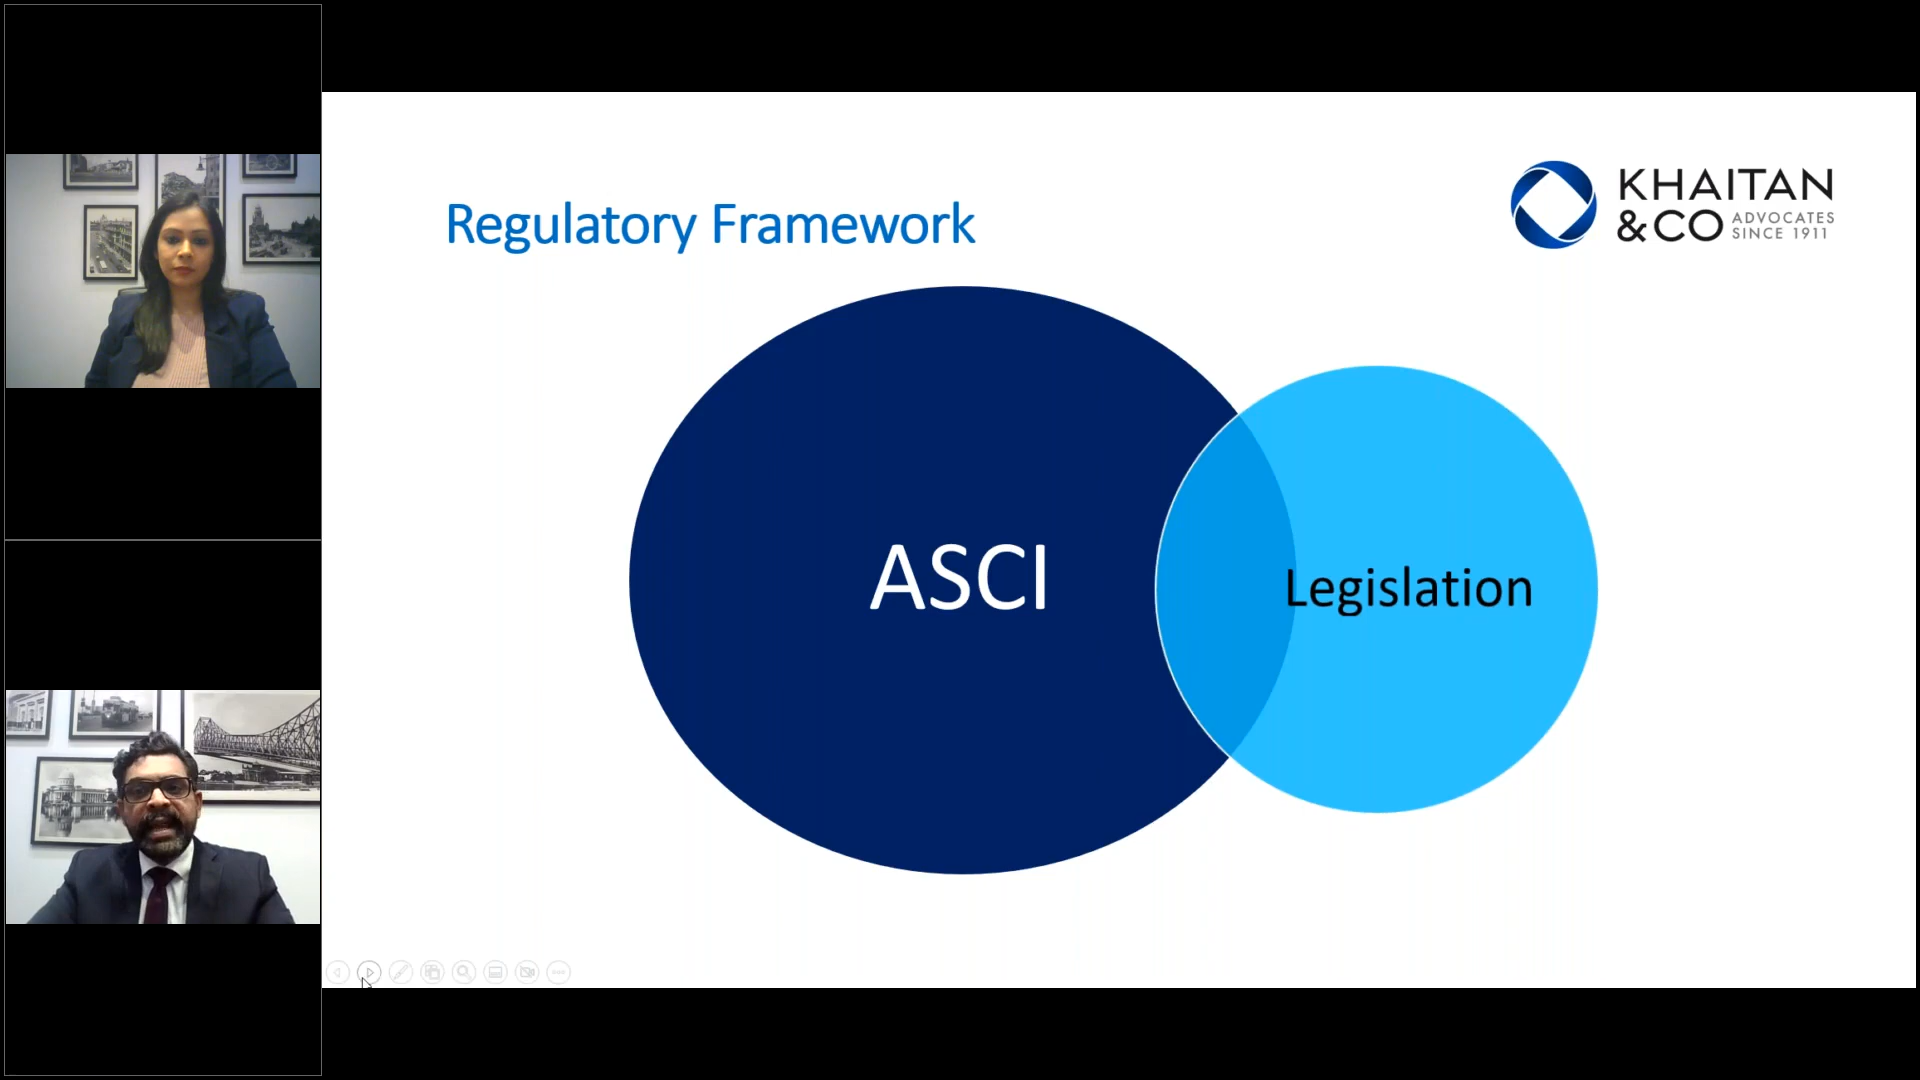 Regulatory Framework
KHAITAN
&CO ADVOCATES
SINCE 1911
ASCI
Legislation